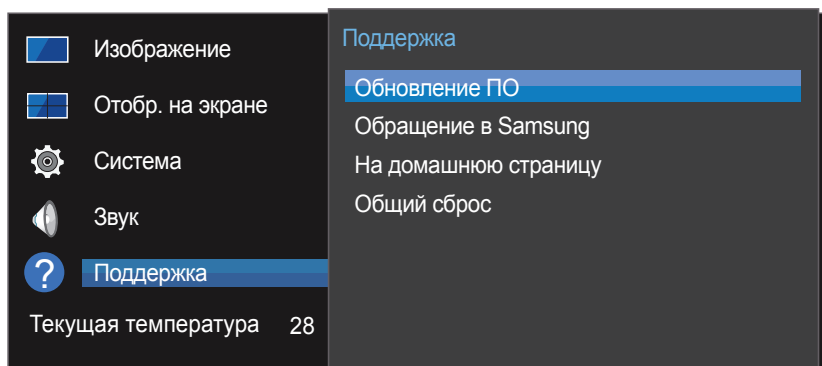 Изображение
Отобр. на экране
Система
Звук
?
Поддержка
Текущая температура 28
Поддержка
Обновление ПО
Обращение в Samsung
На домашнюю страницу
Общий сброс